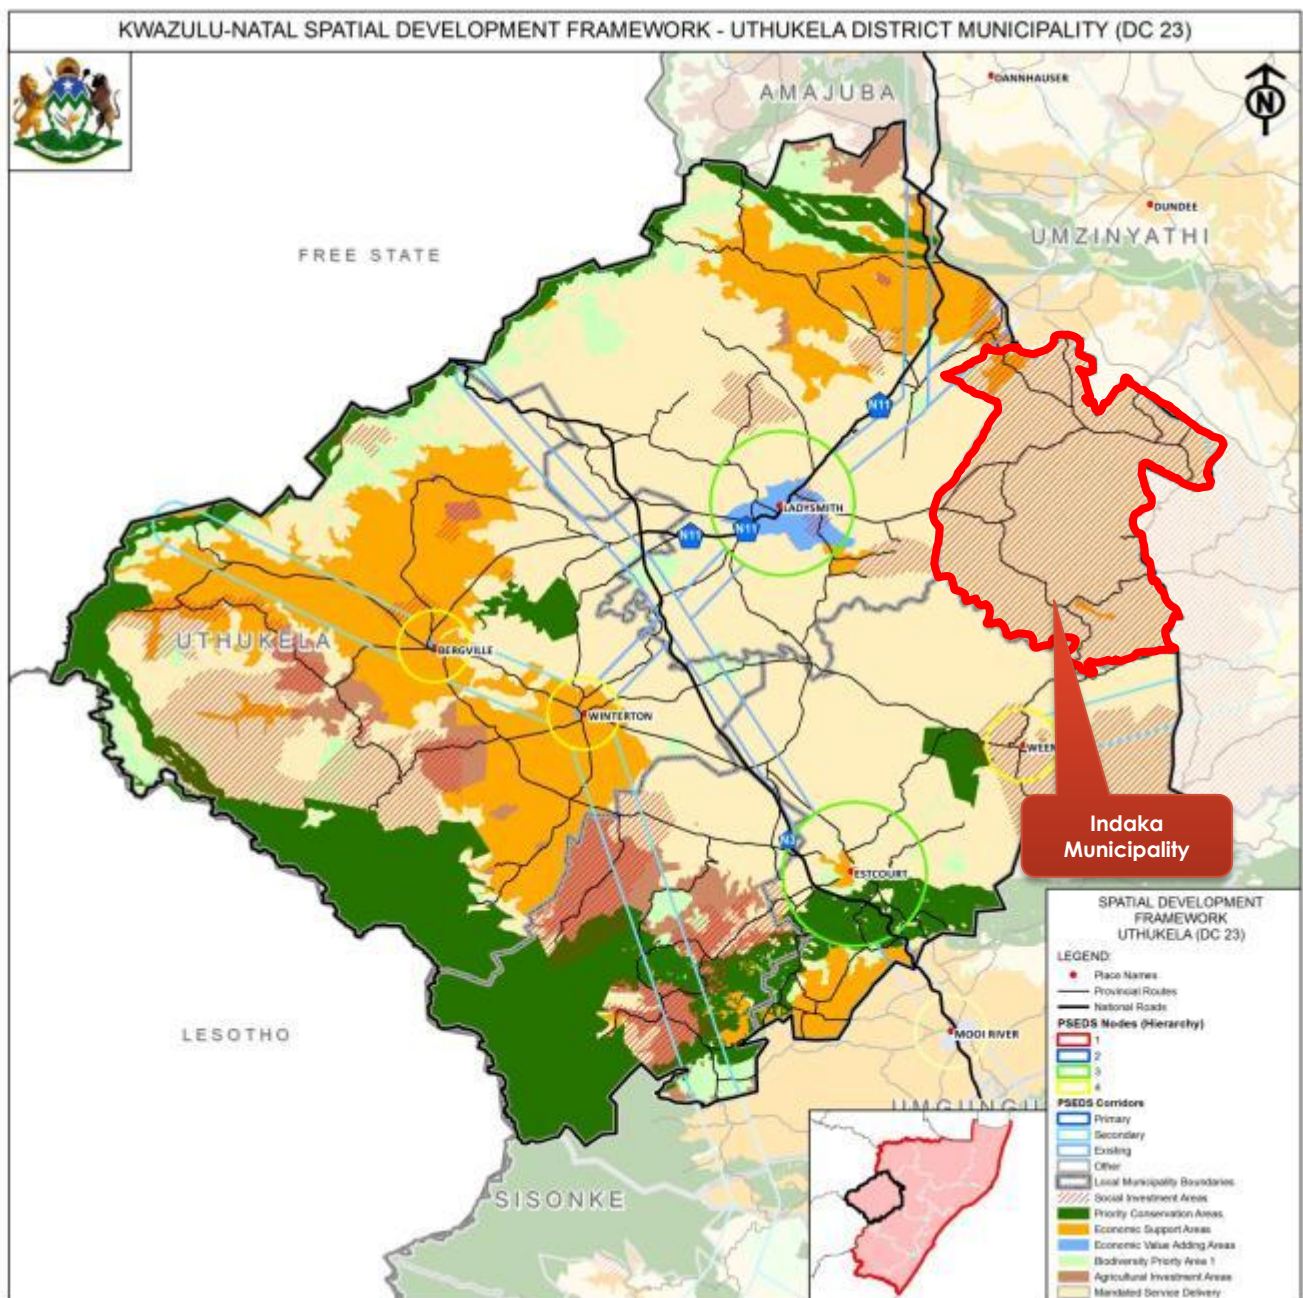 KWAZULU-NATAL SPATIAL DEVELOPMENT FRAMEWORK - UTHUKELA DISTRICT MUNICIPALITY (DC 23)
DANNHAUSER
AMAJUBA
N
DUNDEE
UMZINYATHI
FREE STATE
N11
LADYSMITH
N11
N11
UTHUKELA
BERGVILLE
WINTERTON
WEEN
Indaka
Municipality
N3
ESTCOURT
LESOTHO
MOOI RIVER
UMGUNGU
SISONKE
SPATIAL DEVELOPMENT
FRAMEWORK
UTHUKELA (DC 23)
LEGEND:
Place Names
Provincial Routes
National Roads
PSEDS Nodes (Hierarchy)
1
2
3
4
PSEDS Corridors
Primary
Secondary
Existing
Other
Local Municipality Boundaries
Social Investment Areas
Priority Conservation Areas
Economic Support Areas
Economic Value Adding Areas
Biodiversity Priority Area 1
Agricultural Investment Areas
Mandated Service Delivery